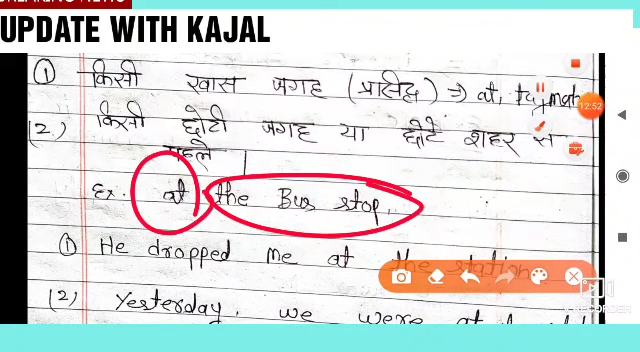 UPDATE WITH KAJAL
① किसी खास जगह (प्रसिद्ध) → at,
12:52
(2.) किसी छोटी जगह या छोटे शहर से
पहले
Ex. at the Bus stop.
① He dropped me at the station
(2) Yesterday, we were at
RECORDER